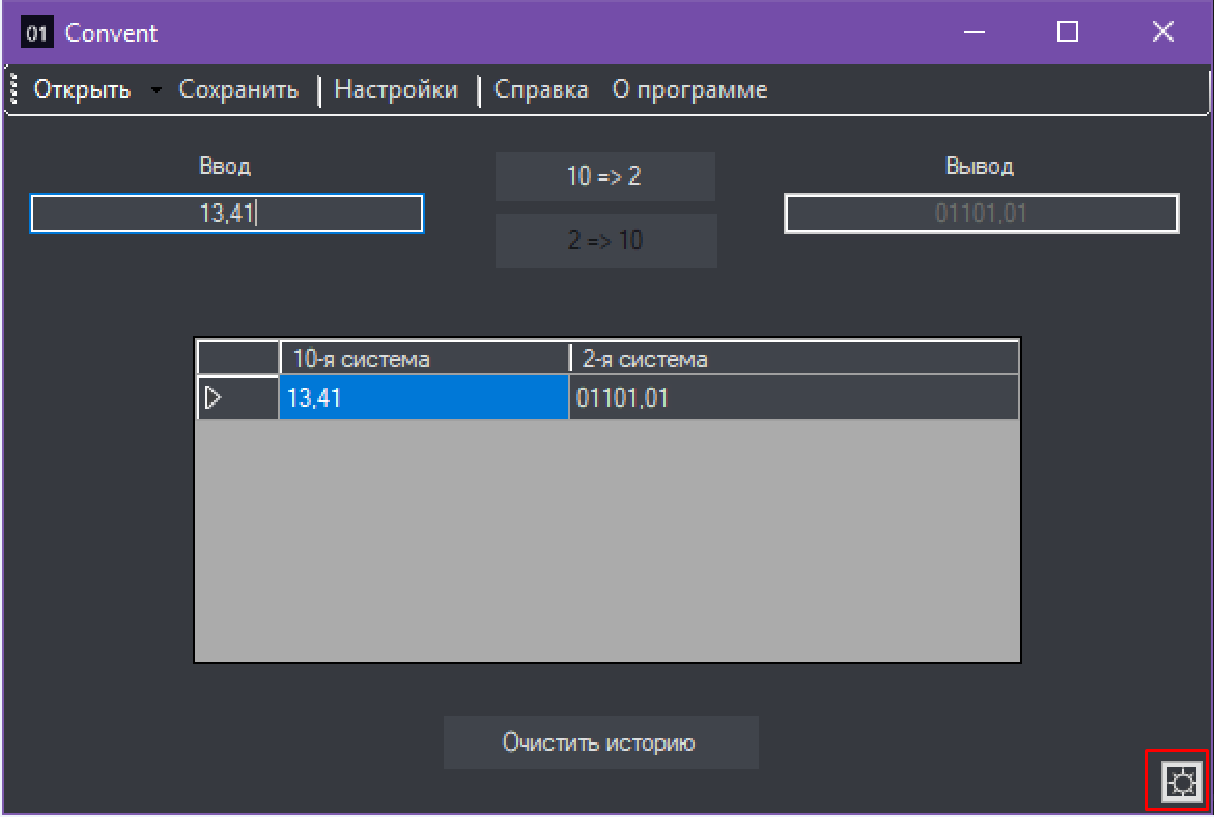 01 Convent
Открыть Сохранить Настройки Справка О программе
Ввод
10 => 2
Вывод
13,41
01101,01
2 => 10
10-я система 2-я система
13,41 01101,01
Очистить историю